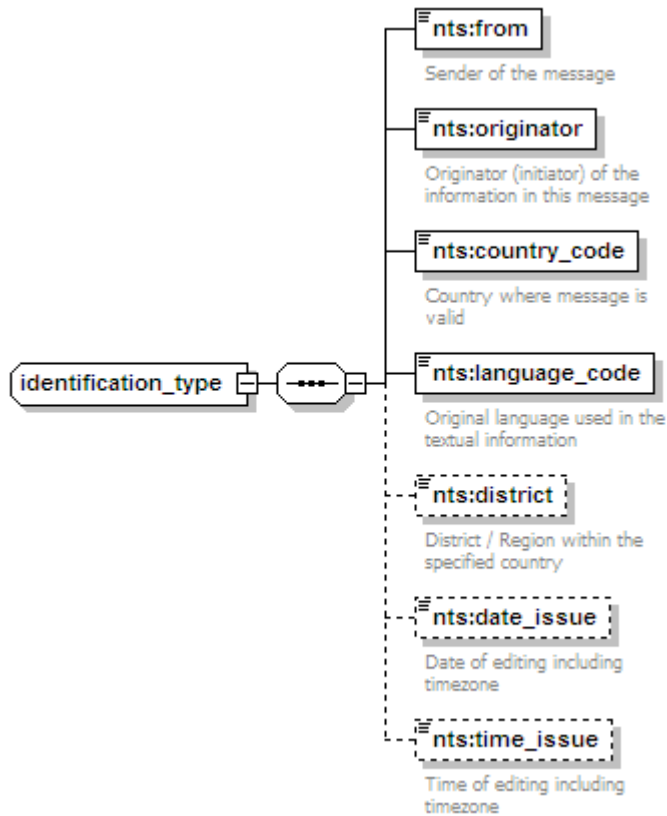 nts:from
Sender of the message
nts:originator
Originator (initiator) of the
information in this message
nts:country_code
Country where message is
valid
identification_type
nts:language_code
Original language used in the
textual information
nts:district
District / Region within the
specified country
nts:date_issue
Date of editing including
timezone
nts:time_issue
Time of editing including
timezone